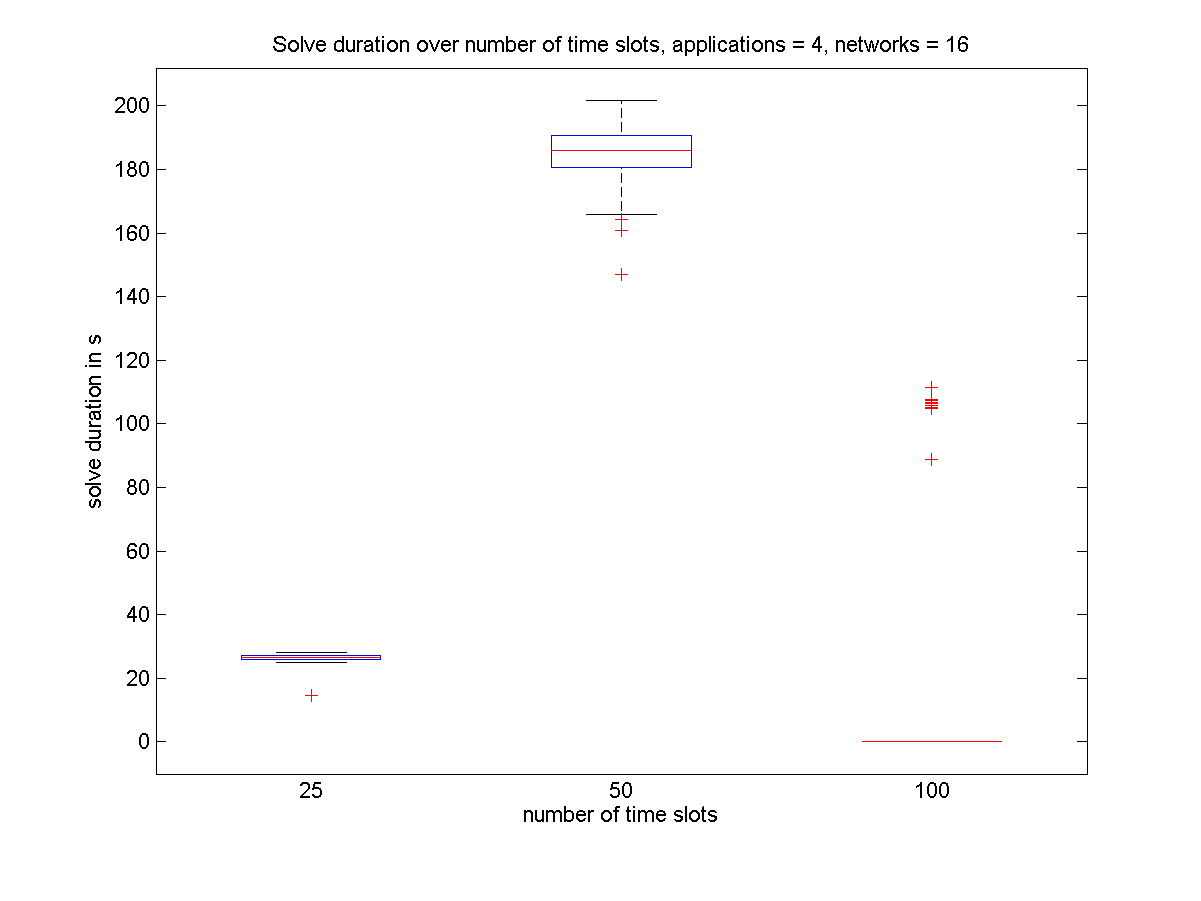 Solve duration over number of time slots, applications = 4, networks = 16
200
180
160
140
120
100
80
60
40
20
0
solve duration in s
25 50 100
number of time slots